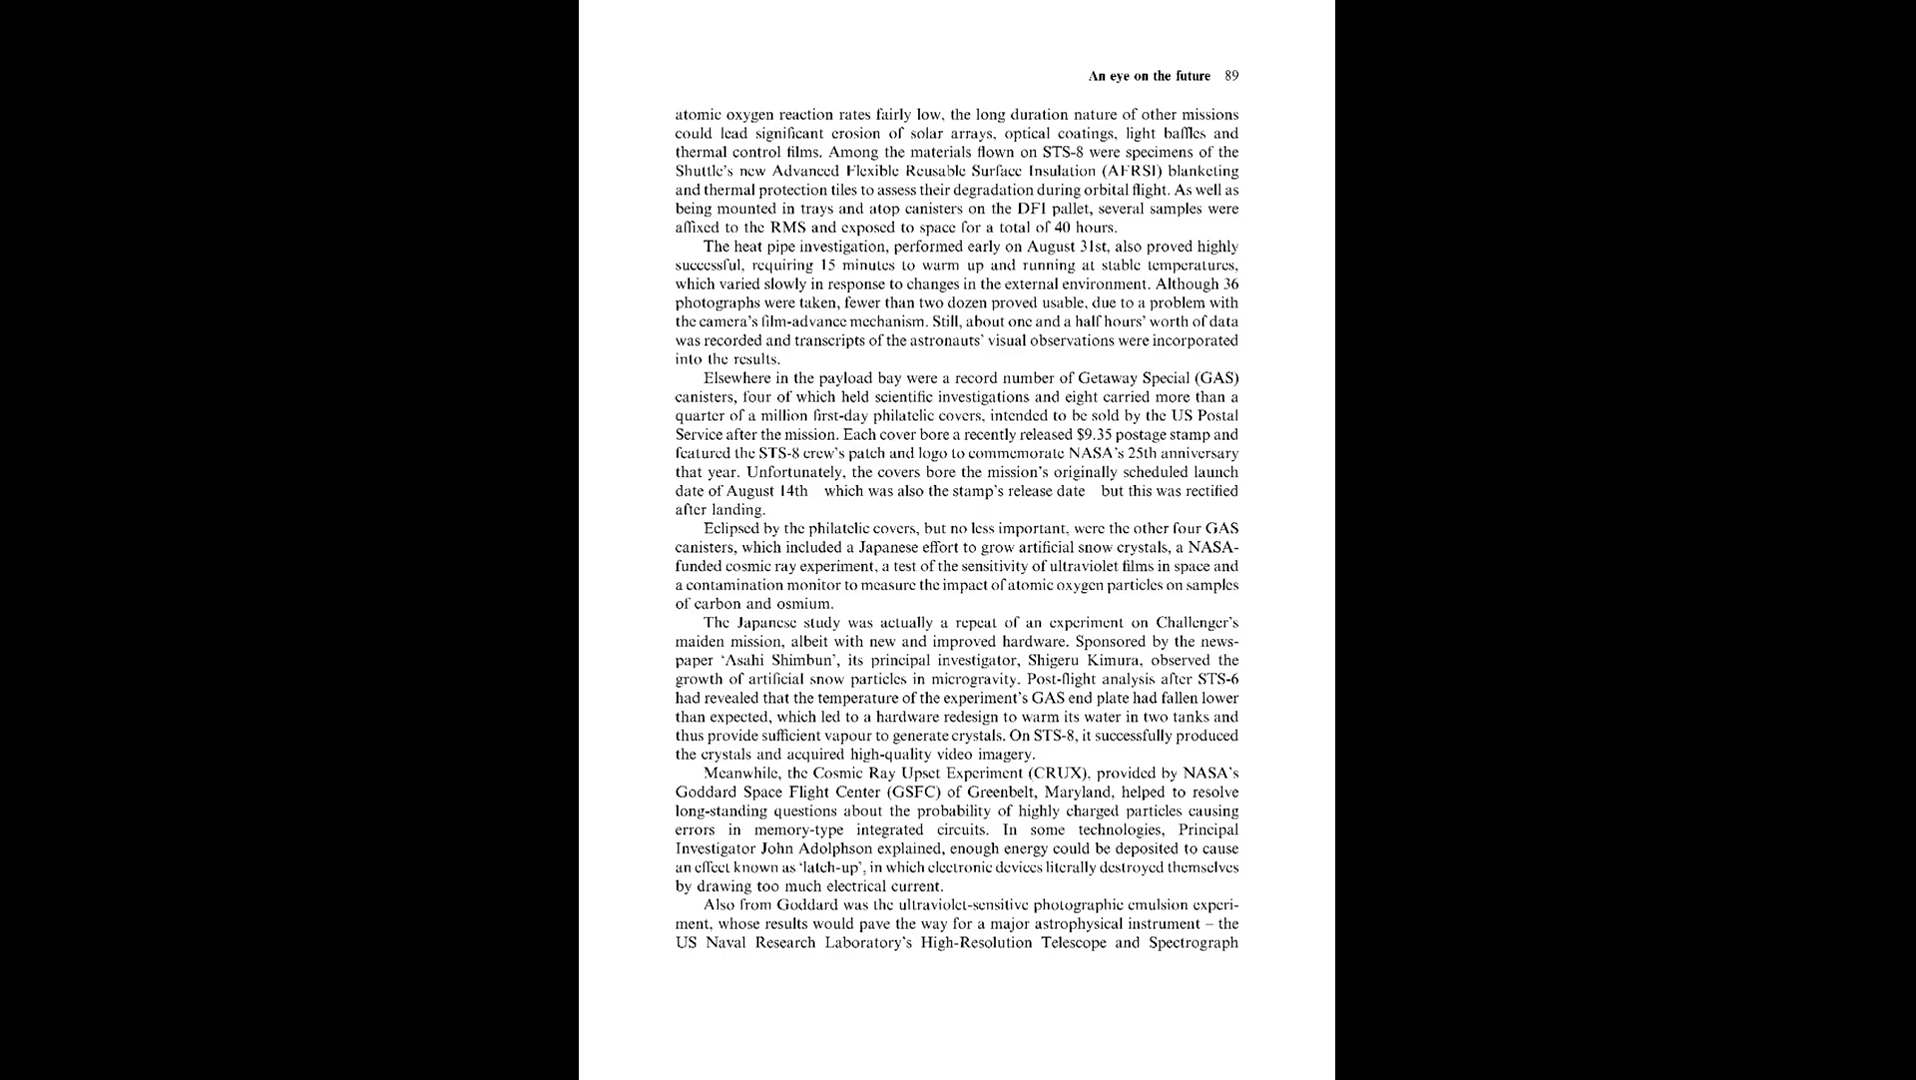 An eye on the future 89
atomic oxygen reaction rates fairly low, the long duration nature of other missions
could lead significant erosion of solar arrays, optical coatings, light baffles and
thermal control films. Among the materials flown on STS-8 were specimens of the
Shuttle's new Advanced Flexible Reusable Surface Insulation (AFRSI) blanketing
and thermal protection tiles to assess their degradation during orbital flight. As well as
being mounted in trays and atop canisters on the DFI pallet, several samples were
affixed to the RMS and exposed to space for a total of 40 hours.
The heat pipe investigation, performed early on August 31st, also proved highly
successful, requiring 15 minutes to warm up and running at stable temperatures,
which varied slowly in response to changes in the external environment. Although 36
photographs were taken, fewer than two dozen proved usable, due to a problem with
the camera's film-advance mechanism. Still, about one and a half hours' worth of data
was recorded and transcripts of the astronauts' visual observations were incorporated
into the results.
Elsewhere in the payload bay were a record number of Getaway Special (GAS)
canisters, four of which held scientific investigations and eight carried more than a
quarter of a million first-day philatelic covers, intended to be sold by the US Postal
Service after the mission. Each cover bore a recently released $9.35 postage stamp and
featured the STS-8 crew's patch and logo to commemorate NASA's 25th anniversary
that year. Unfortunately, the covers bore the mission's originally scheduled launch
date of August 14th which was also the stamp's release date but this was rectified
after landing.
Eclipsed by the philatelic covers, but no less important, were the other four GAS
canisters, which included a Japanese effort to grow artificial snow crystals, a NASA-
funded cosmic ray experiment, a test of the sensitivity of ultraviolet films in space and
a contamination monitor to measure the impact of atomic oxygen particles on samples
of carbon and osmium.
The Japanese study was actually a repeat of an experiment on Challenger's
maiden mission, albeit with new and improved hardware. Sponsored by the news-
paper 'Asahi Shimbun', its principal investigator, Shigeru Kimura, observed the
growth of artificial snow particles in microgravity. Post-flight analysis after STS-6
had revealed that the temperature of the experiment's GAS end plate had fallen lower
than expected, which led to a hardware redesign to warm its water in two tanks and
thus provide sufficient vapour to generate crystals. On STS-8, it successfully produced
the crystals and acquired high-quality video imagery.
Meanwhile, the Cosmic Ray Upset Experiment (CRUX), provided by NASA's
Goddard Space Flight Center (GSFC) of Greenbelt, Maryland, helped to resolve
long-standing questions about the probability of highly charged particles causing
errors in memory-type integrated circuits. In some technologies, Principal
Investigator John Adolphson explained, enough energy could be deposited to cause
an effect known as 'latch-up', in which electronic devices literally destroyed themselves
by drawing too much electrical current.
Also from Goddard was the ultraviolet-sensitive photographic emulsion experi-
ment, whose results would pave the way for a major astrophysical instrument – the
US Naval Research Laboratory's High-Resolution Telescope and Spectrograph